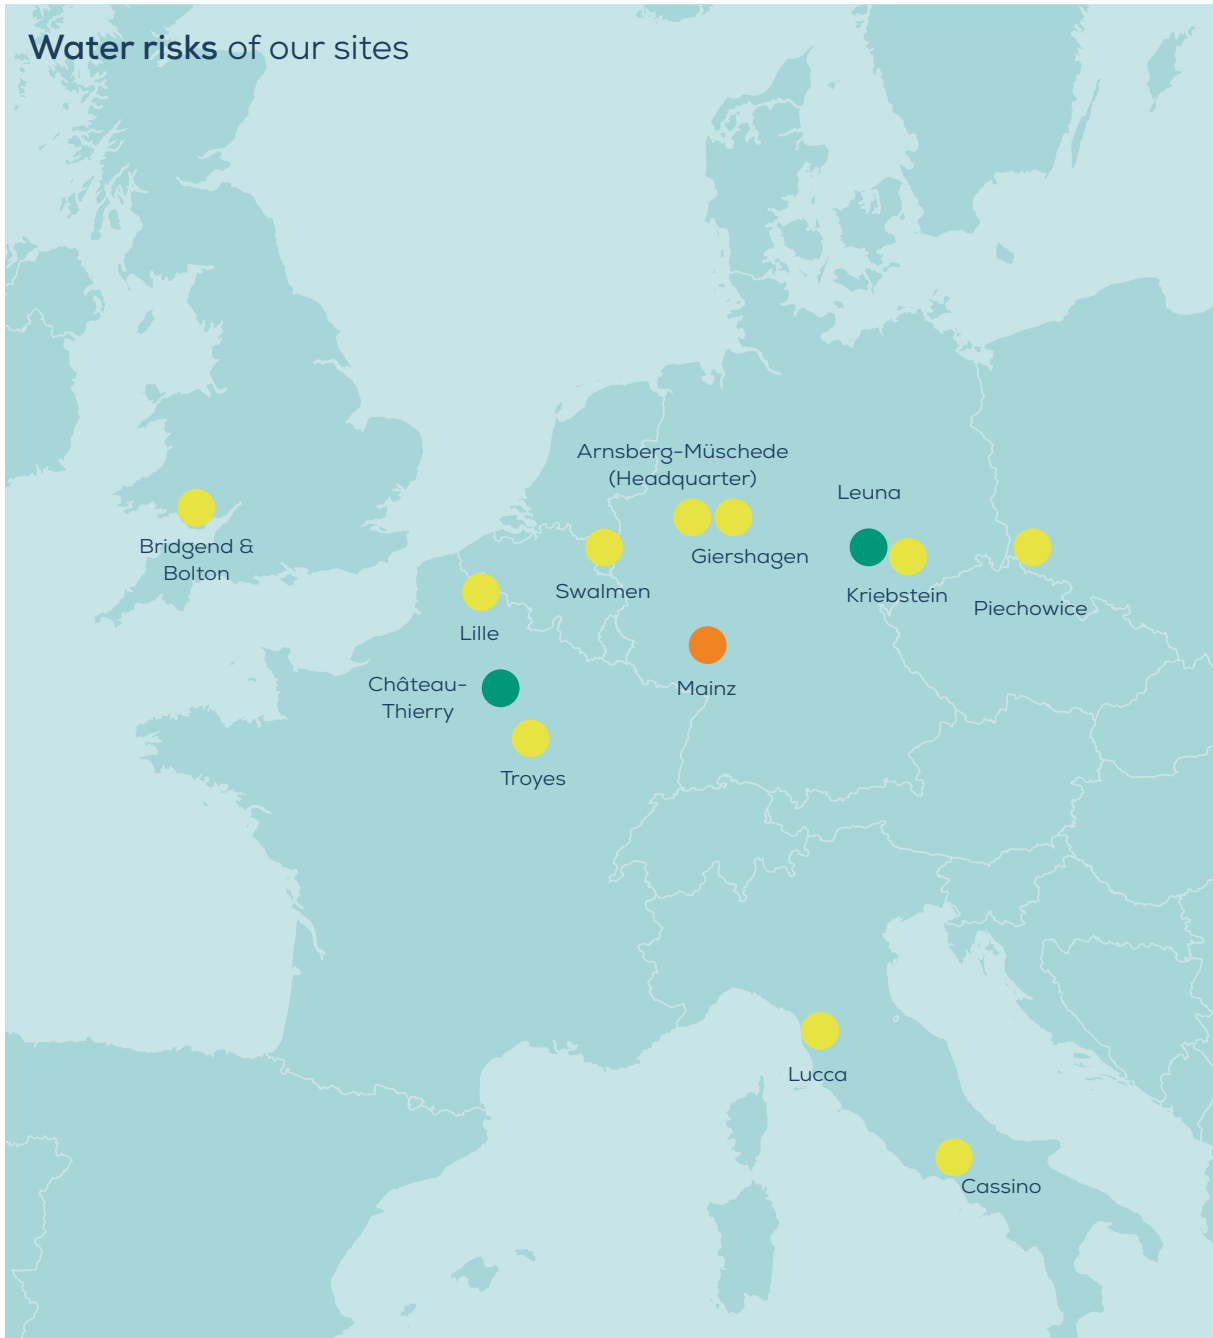 Water risks of our sites
Arnsberg-Müschede
(Headquarter)
Leuna
Bridgend &
Bolton
Giershagen
Swalmen
Kriebstein
Piechowice
Lille
Château-
Thierry
Mainz
Troyes
Lucca
Cassino